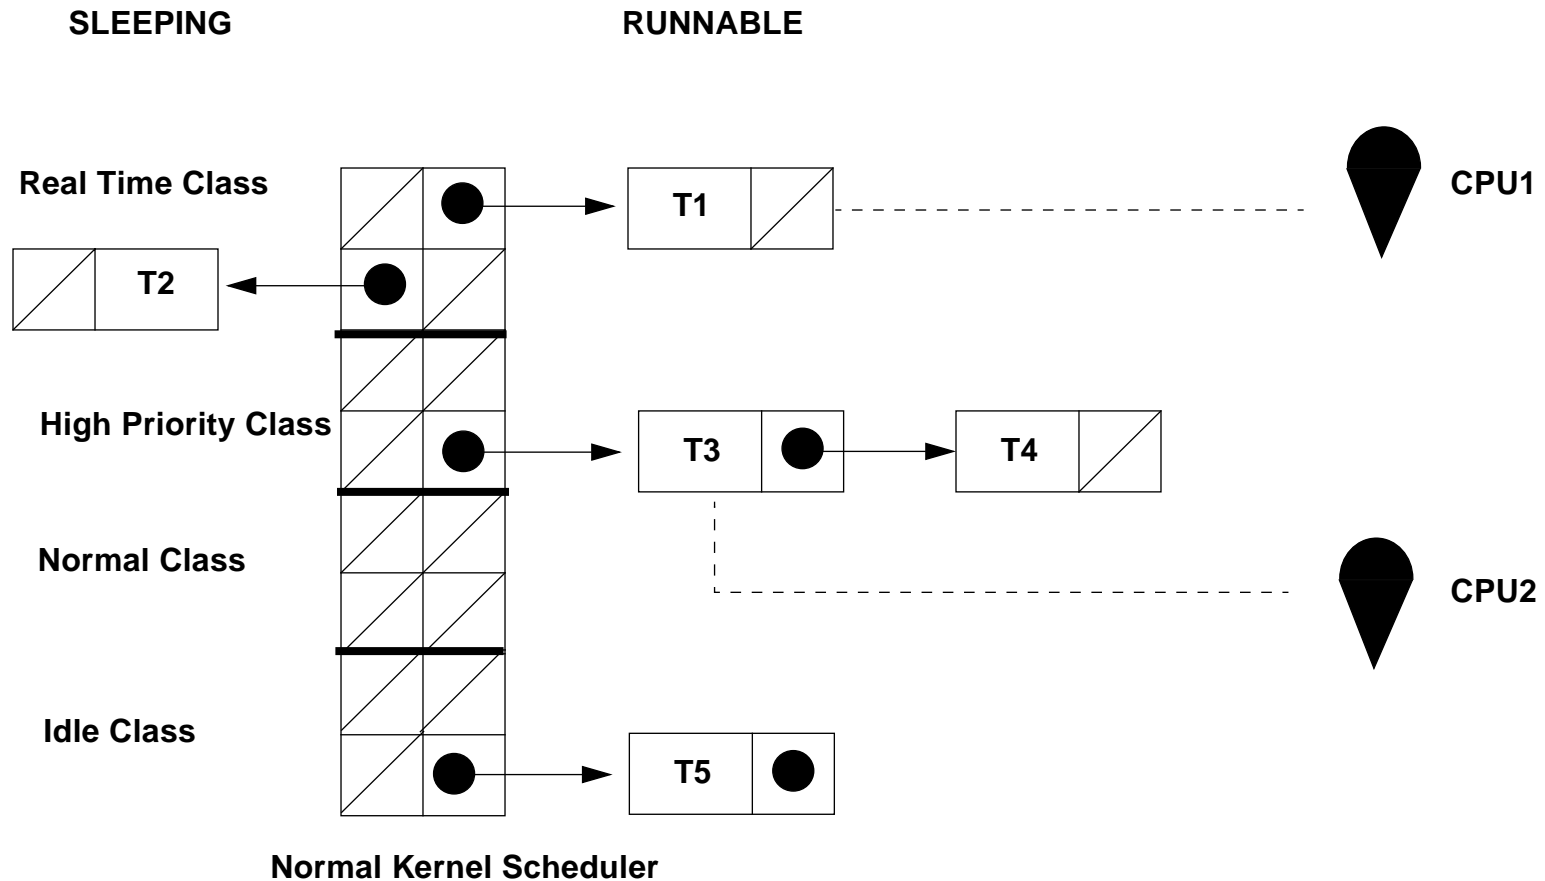 SLEEPING
RUNNABLE
Real Time Class
T1
CPU1
T2
High Priority Class
T3
T4
Normal Class
CPU2
Idle Class
T5
Normal Kernel Scheduler